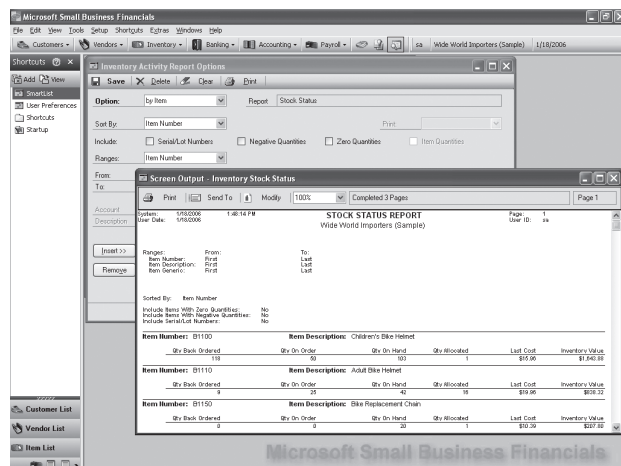 Microsoft Small Business Financials
File Edit View Tools Setup Shortcuts Extras Windows Help
Customers Vendors Inventory Banking Accounting Payroll sa Wide World Importers (Sample) 1/18/2006
Shortcuts
Add View
SmartList
User Preferences
Shortcuts
Startup
Inventory Activity Report Options
Save Delete Clear Print
Option: by Item Report Stock Status
Sort By: Item Number Print:
Include: Serial/Lot Numbers Negative Quantities Zero Quantities Item Quantities
Ranges: Item Number
From:
To:
Account
Description
Insert >>
Remove
Screen Output - Inventory Stock Status
Print Send To Modify 100% Completed 3 Pages Page 1
System: 1/18/2006 1:48:14 PM STOCK STATUS REPORT Page: 1
User Date: 1/18/2006 Wide World Importers (Sample) User ID: sa
Ranges: From: To:
Item Number: First Last
Item Description: First Last
Item Generic: First Last
Sorted By: Item Number
Include Items With Zero Quantities: No
Include Items With Negative Quantities: No
Include Serial/Lot Numbers: No
Item Number: B1100 Item Description: Children's Bike Helmet
Qty Back Ordered Qty On Order Qty On Hand Qty Allocated Last Cost Inventory Value
118 50 103 1 $15.96 $1,643.88
Item Number: B1110 Item Description: Adult Bike Helmet
Qty Back Ordered Qty On Order Qty On Hand Qty Allocated Last Cost Inventory Value
9 25 42 16 $19.96 $838.32
Item Number: B1150 Item Description: Bike Replacement Chain
Qty Back Ordered Qty On Order Qty On Hand Qty Allocated Last Cost Inventory Value
0 0 20 1 $10.39 $207.80
Customer List
Vendor List
Item List
Microsoft Small Business Financials